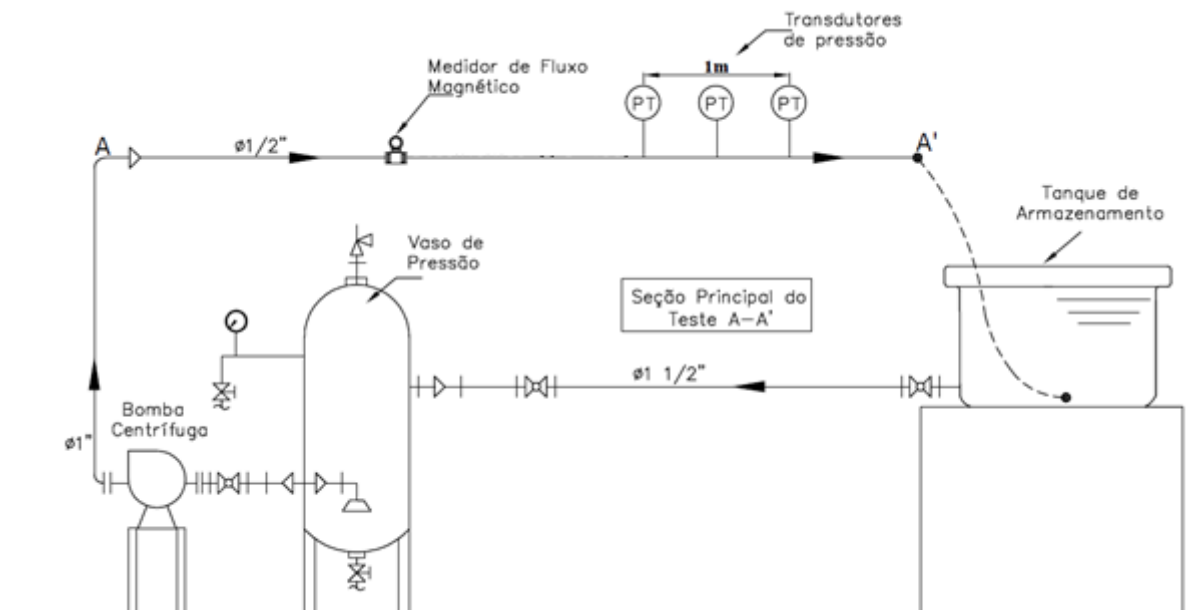 Transdutores
de pressão
1m
Medidor de Fluxo
Magnético
PT PT PT
A
ø1/2"
A'
Tanque de
Armazenamento
Vaso de
Pressão
Seção Principal do
Teste A-A'
ø1 1/2"
Bomba
Centrífuga
ø1"